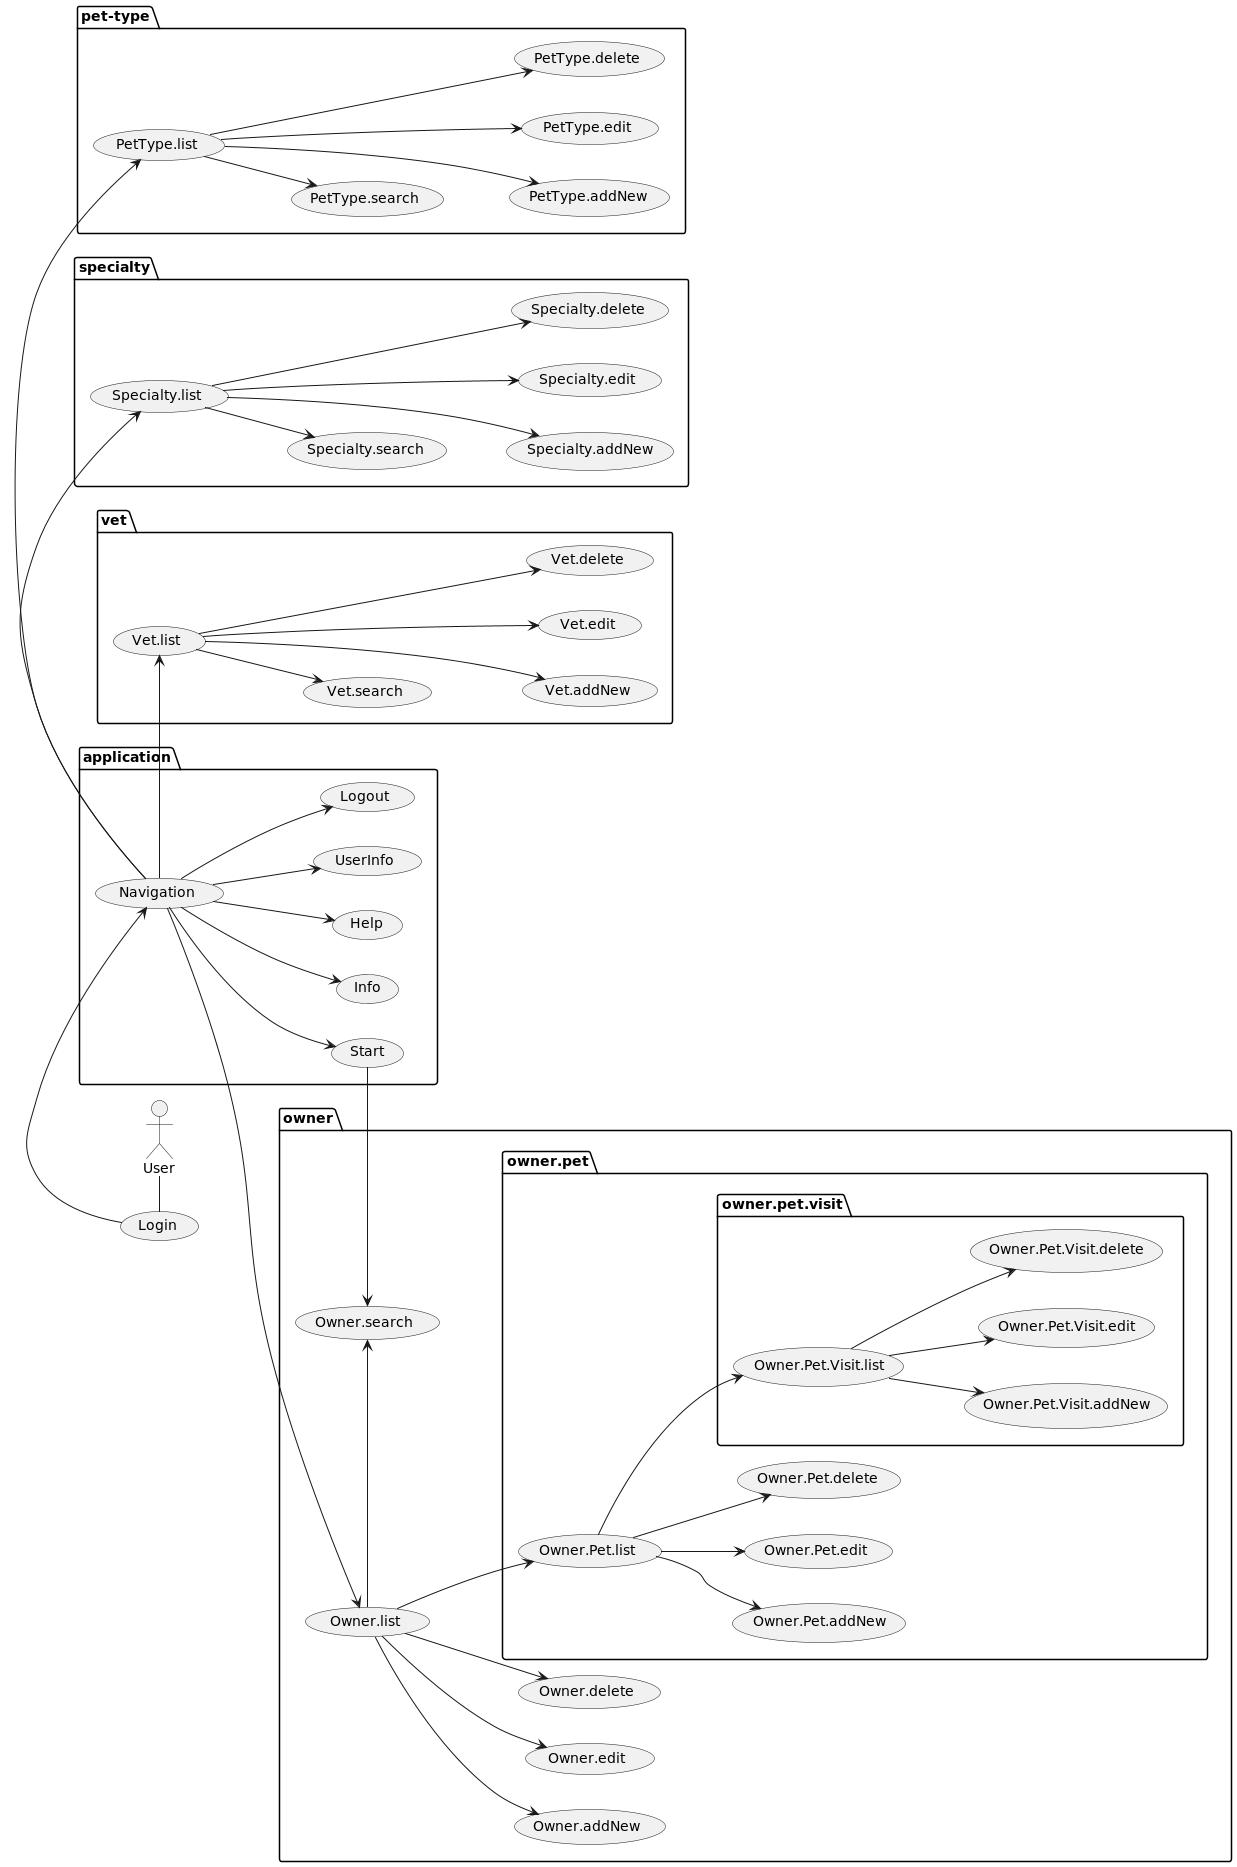 pet-type
PetType.delete
PetType.edit
PetType.list
PetType.search
PetType.addNew
specialty
Specialty.delete
Specialty.edit
Specialty.list
Specialty.search
Specialty.addNew
vet
Vet.delete
Vet.edit
Vet.list
Vet.search
Vet.addNew
application
Logout
UserInfo
Navigation
Help
Info
Start
User
Login
owner
owner.pet
owner.pet.visit
Owner.Pet.Visit.delete
Owner.search
Owner.Pet.Visit.edit
Owner.Pet.Visit.list
Owner.Pet.Visit.addNew
Owner.Pet.delete
Owner.Pet.list
Owner.Pet.edit
Owner.list
Owner.Pet.addNew
Owner.delete
Owner.edit
Owner.addNew